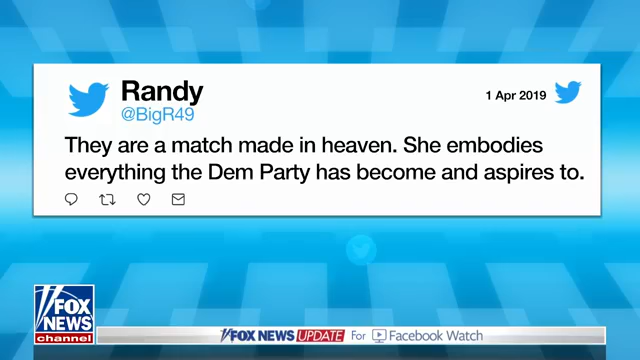 Randy
@BigR49
1 Apr 2019
They are a match made in heaven. She embodies
everything the Dem Party has become and aspires to.
FOX
NEWS
channel
FOX NEWS UPDATE For Facebook Watch